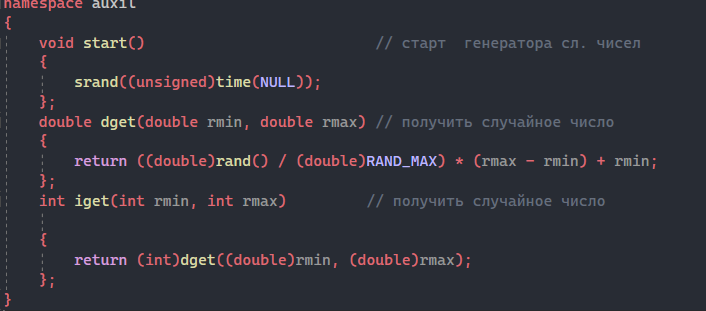 namespace auxil
{
void start() // старт генератора сл. чисел
{
srand((unsigned)time(NULL));
};
double dget(double rmin, double rmax) // получить случайное число
{
return ((double)rand() / (double)RAND_MAX) * (rmax - rmin) + rmin;
};
int iget(int rmin, int rmax) // получить случайное число
{
return (int)dget((double)rmin, (double)rmax);
};
}